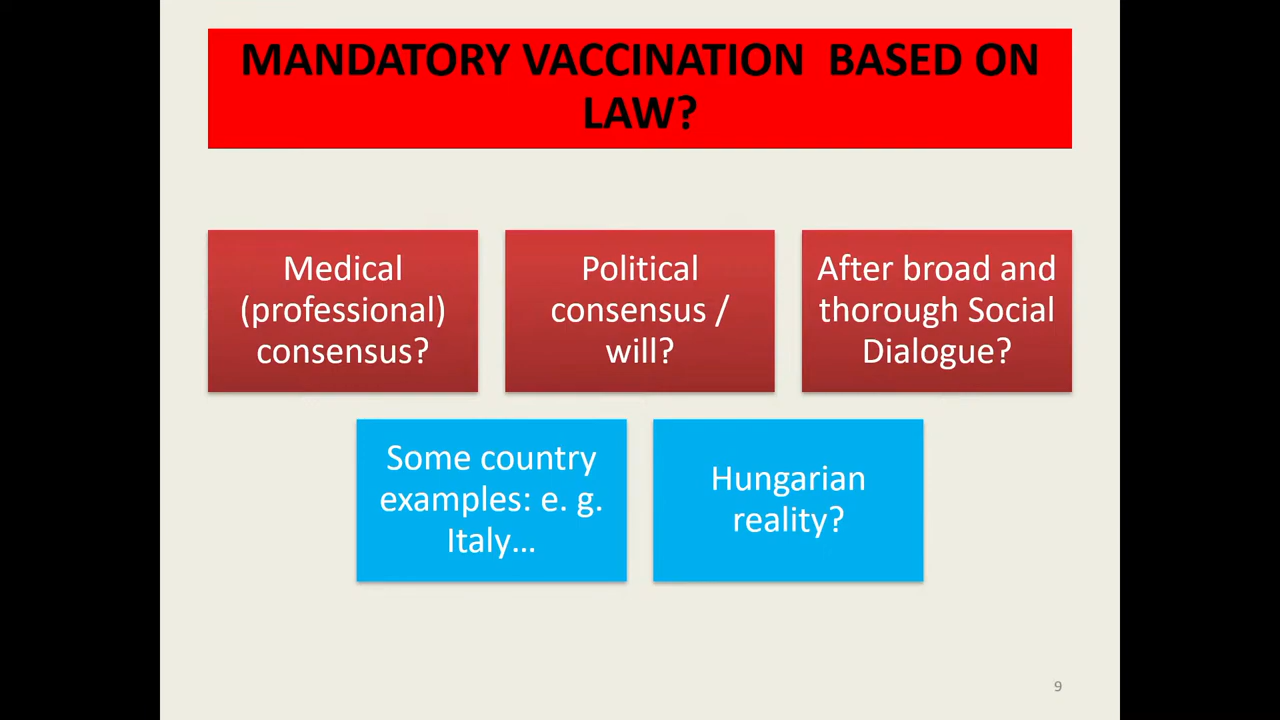 MANDATORY VACCINATION  BASED ON
LAW?
Medical
(professional)
consensus?
Political
consensus /
will?
After broad and
thorough Social
Dialogue?
Some country
examples: e. g.
Italy…
Hungarian
reality?
9